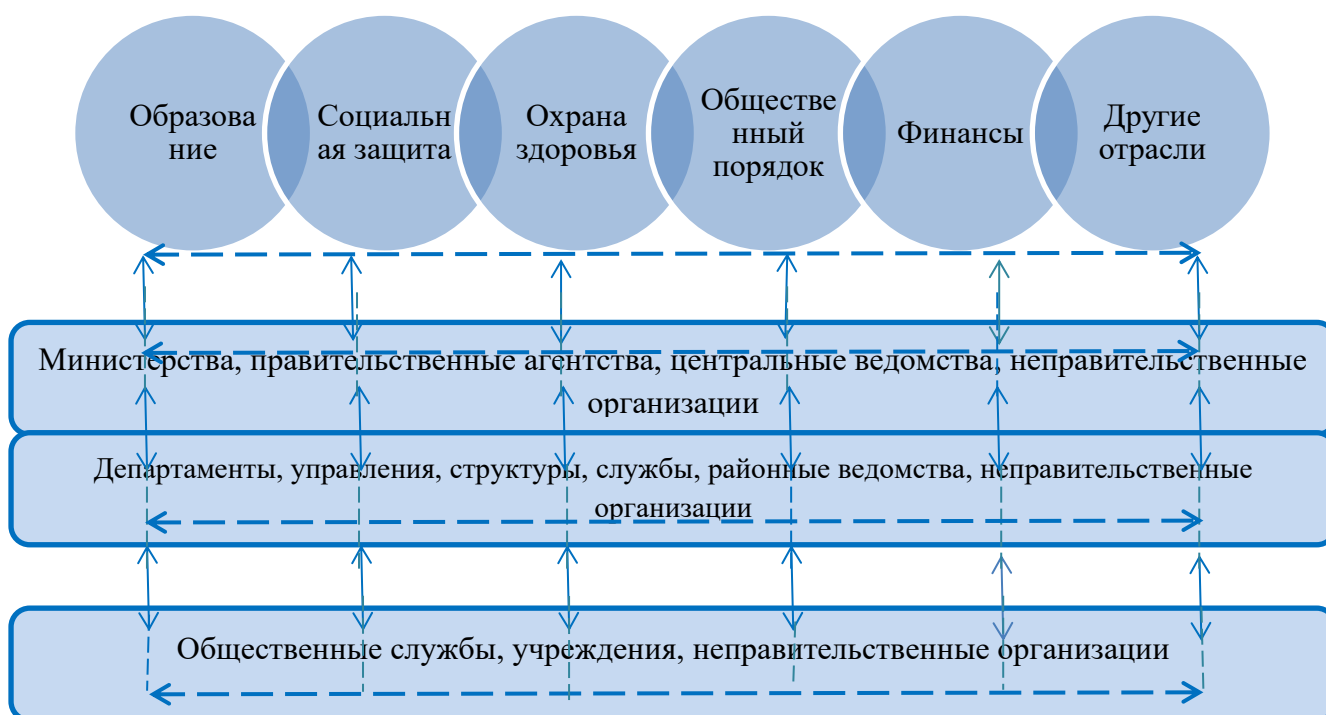 Образова
ние
Социальн
ая защита
Охрана
здоровья
Обществе
нный
порядок
Финансы
Другие
отрасли
Министерства, правительственные агентства, центральные ведомства, неправительственные
организации
Департаменты, управления, структуры, службы, районные ведомства, неправительственные
организации
Общественные службы, учреждения, неправительственные организации